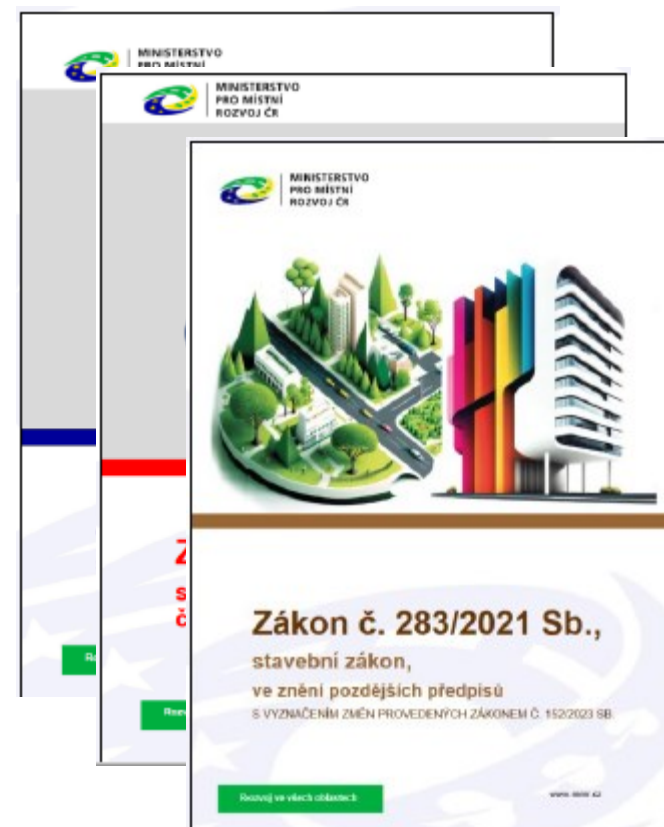 MINISTERSTVO
PRO MÍSTNÍ
MINISTERSTVO
PRO MÍSTNÍ
ROZVOJ ČR
MINISTERSTVO
PRO MÍSTNÍ
ROZVOJ ČR
Z
s
č
Zákon č. 283/2021 Sb.,
stavební zákon,
ve znění pozdějších předpisů
S VYZNAČENÍM ZMĚN PROVEDENÝCH ZÁKONEM Č. 152/2023 SB.
Rozvoj ve všech oblastech
www.mmr.cz